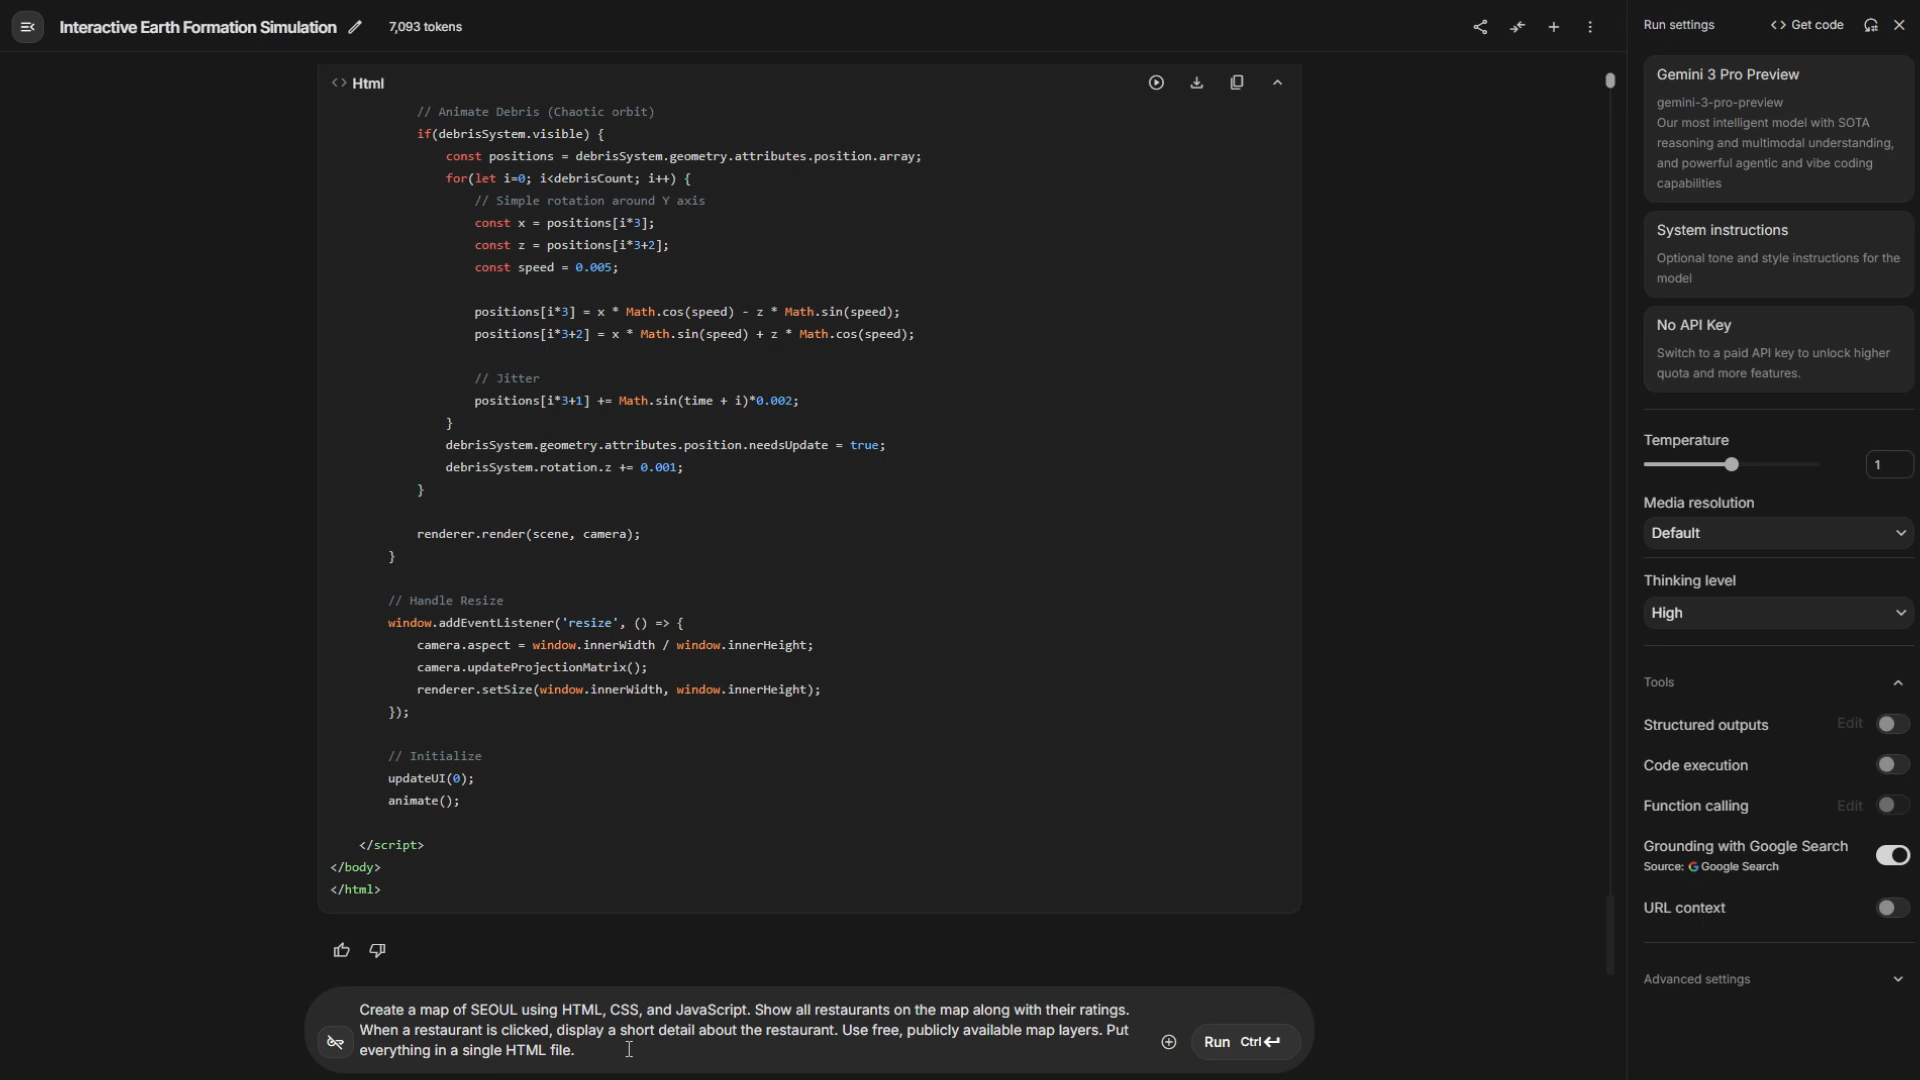 Interactive Earth Formation Simulation
7,093 tokens
Html
// Animate Debris (Chaotic orbit)
if(debrisSystem.visible) {
const positions = debrisSystem.geometry.attributes.position.array;
for(let i=0; i<debrisCount; i++) {
// Simple rotation around Y axis
const x = positions[i*3];
const z = positions[i*3+2];
const speed = 0.005;
positions[i*3] = x * Math.cos(speed) - z * Math.sin(speed);
positions[i*3+2] = x * Math.sin(speed) + z * Math.cos(speed);
// Jitter
positions[i*3+1] += Math.sin(time + i)*0.002;
}
debrisSystem.geometry.attributes.position.needsUpdate = true;
debrisSystem.rotation.z += 0.001;
}
renderer.render(scene, camera);
}
// Handle Resize
window.addEventListener('resize', () => {
camera.aspect = window.innerWidth / window.innerHeight;
camera.updateProjectionMatrix();
renderer.setSize(window.innerWidth, window.innerHeight);
});
// Initialize
updateUI(0);
animate();
</script>
</body>
</html>
Create a map of SEOUL using HTML, CSS, and JavaScript. Show all restaurants on the map along with their ratings.
When a restaurant is clicked, display a short detail about the restaurant. Use free, publicly available map layers. Put
everything in a single HTML file.
Run Ctrl
Run settings
Get code
Gemini 3 Pro Preview
gemini-3-pro-preview
Our most intelligent model with SOTA
reasoning and multimodal understanding,
and powerful agentic and vibe coding
capabilities
System instructions
Optional tone and style instructions for the
model
No API Key
Switch to a paid API key to unlock higher
quota and more features.
Temperature
1
Media resolution
Default
Thinking level
High
Tools
Structured outputs Edit
Code execution
Function calling Edit
Grounding with Google Search
Source: Google Search
URL context
Advanced settings